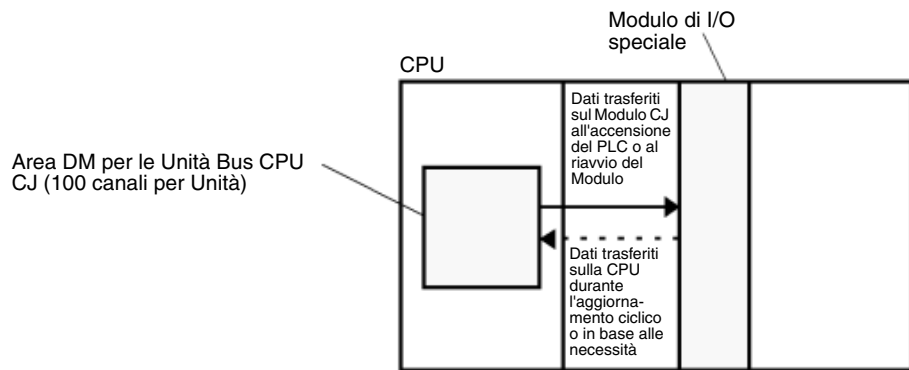 Modulo di I/O
speciale
CPU
Dati trasferiti
sul Modulo CJ
all'accensione
del PLC o al
riavvio del
Modulo
Area DM per le Unità Bus CPU
CJ (100 canali per Unità)
Dati trasferiti
sulla CPU
durante
l'aggiorna-
mento ciclico
o in base alle
necessità